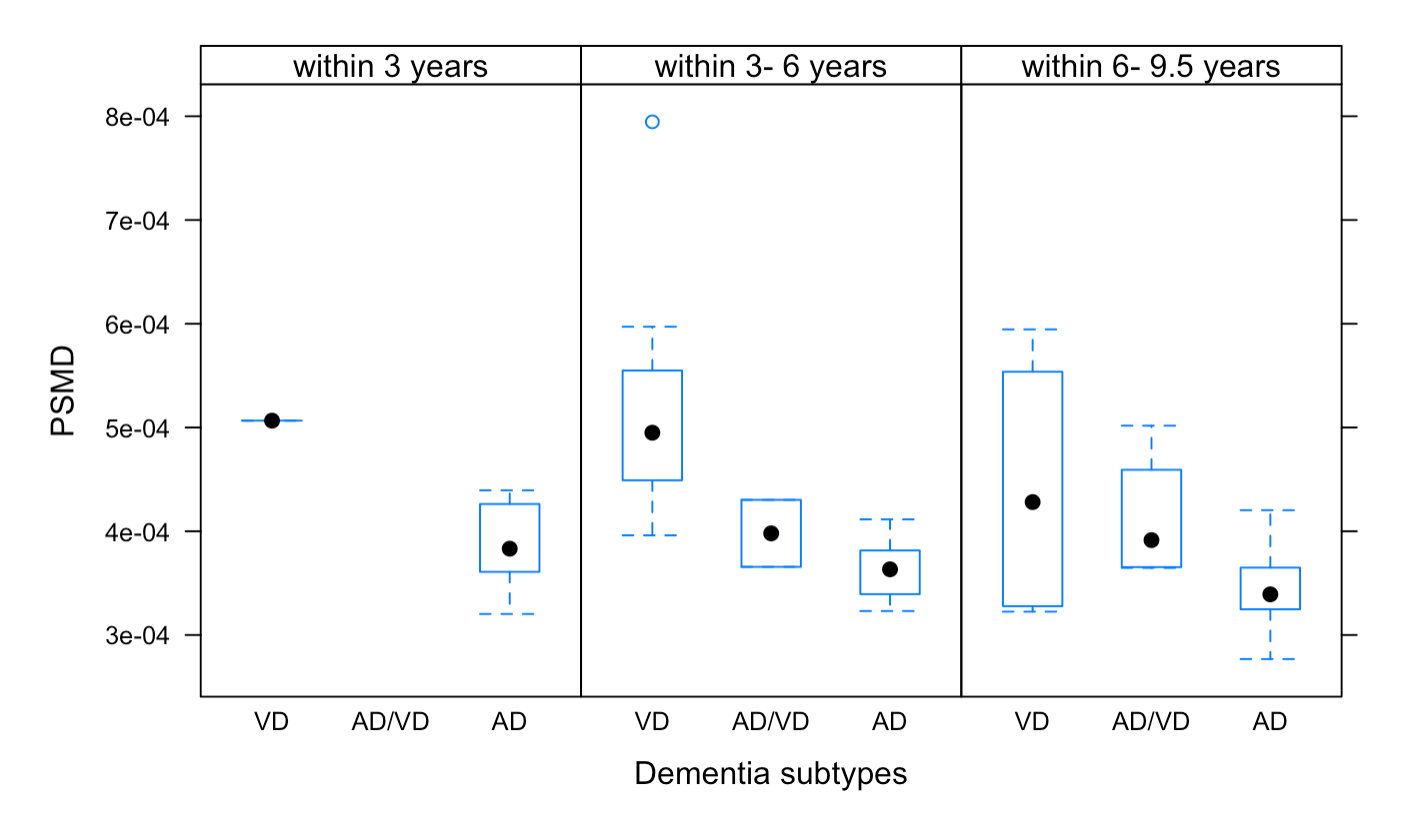 within 3 years
within 3- 6 years
within 6- 9.5 years
8e-04
7e-04
6e-04
5e-04
4e-04
3e-04
PSMD
VD AD/VD AD
VD AD/VD AD
VD AD/VD AD
Dementia subtypes